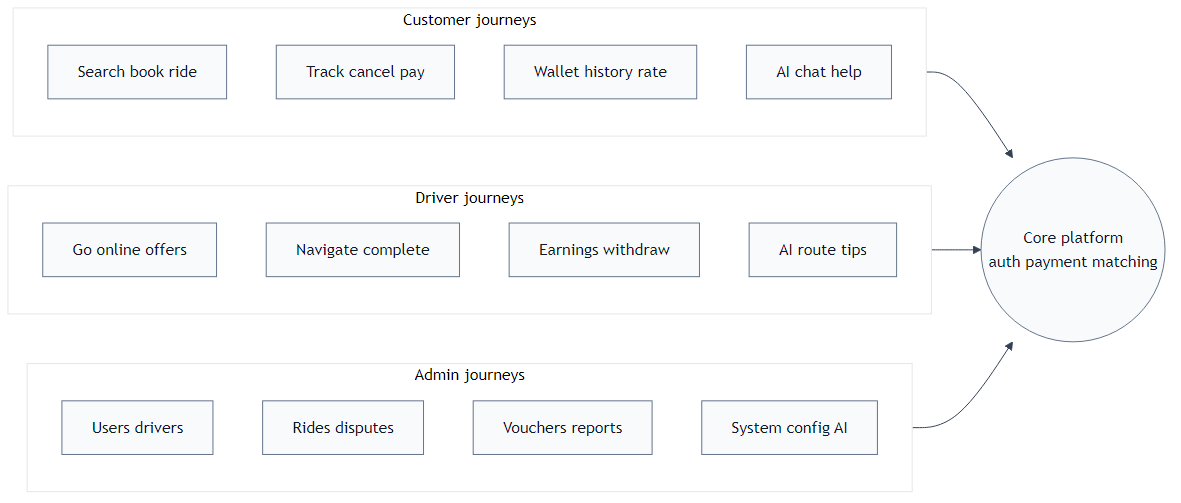 Customer journeys
Search book ride
Track cancel pay
Wallet history rate
AI chat help
Driver journeys
Go online offers
Navigate complete
Earnings withdraw
AI route tips
Core platform
auth payment matching
Admin journeys
Users drivers
Rides disputes
Vouchers reports
System config AI